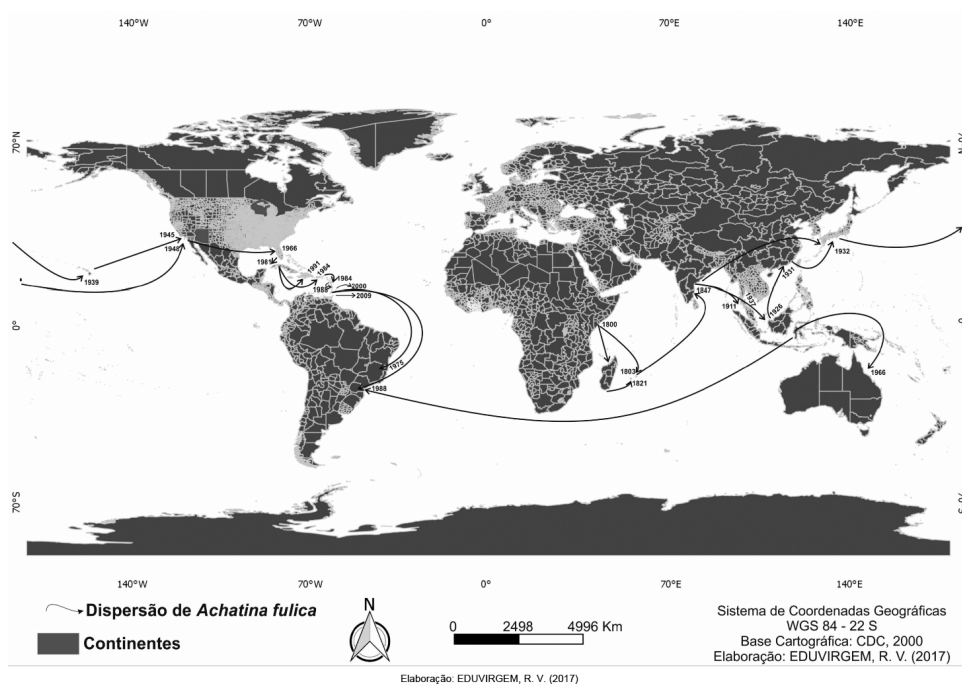 140°W 70°W 0° 70°E 140°E
70°N
70°N
1945
1948
1939
1966
1981
1991
1984
1984
1988
2000
2009
1975
1988
1800
1803
1821
1847
1911
1937
1926
1931
1932
1966
0°
0°
70°S
70°S
140°W 70°W 0° 70°E 140°E
Dispersão de Achatina fulica
Continentes
N
0 2498 4996 Km
Sistema de Coordenadas Geográficas
WGS 84 - 22 S
Base Cartográfica: CDC, 2000
Elaboração: EDUVIRGEM, R. V. (2017)
Elaboração: EDUVIRGEM, R. V. (2017)